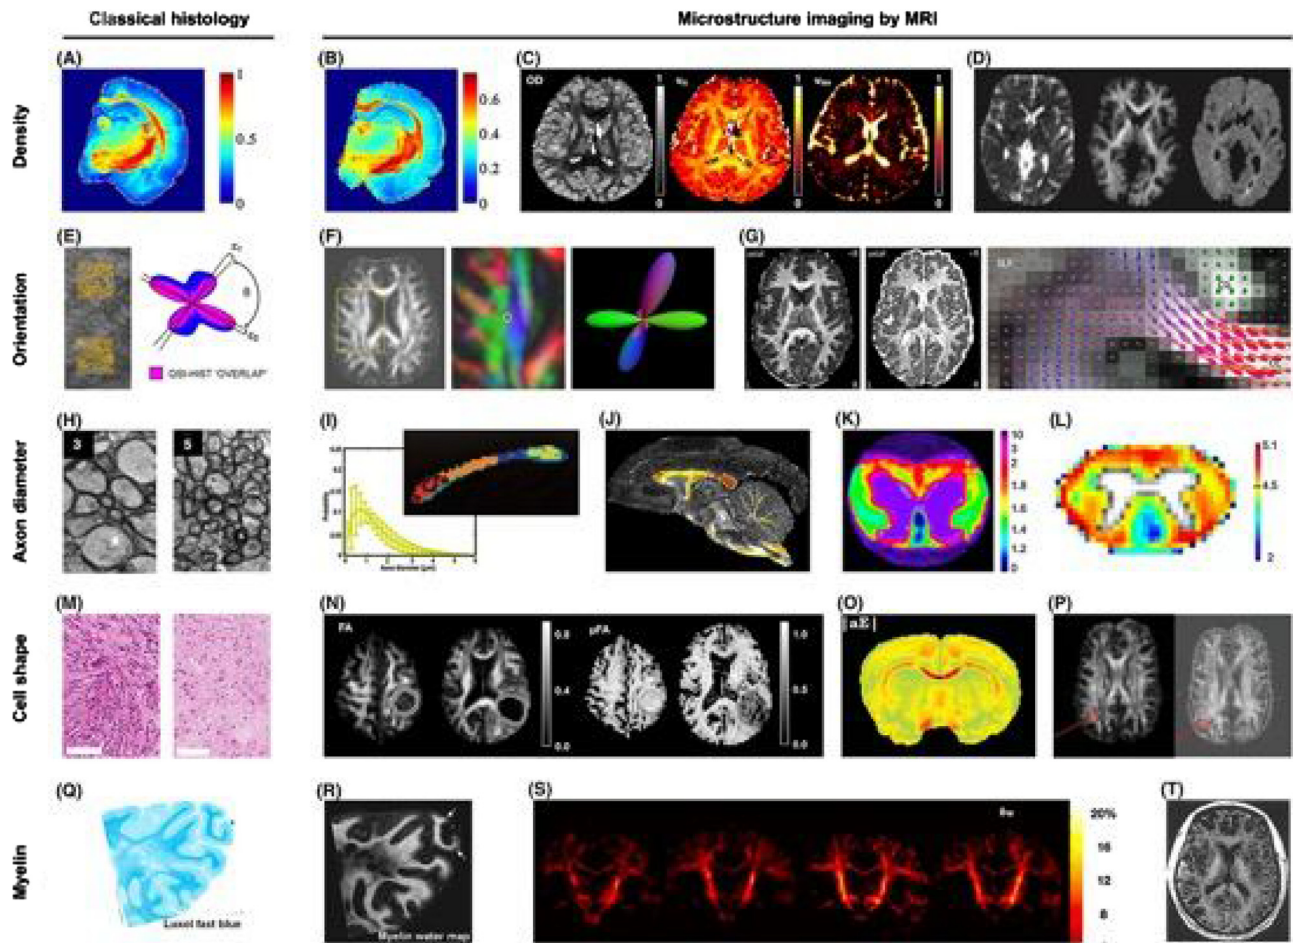 Classical histology
Microstructure imaging by MRI
Density
(A)
1
0.5
0
(B)
0.6
0.4
0.2
0
(C)
OD
1
0
1
0
1
0
(D)
Orientation
(E)
θ
QBI-HIST 'OVERLAP'
(F)
(G)
Axon diameter
(H)
3
5
(I)
(J)
(K)
10
3
2
1.8
1.6
1.4
1.2
0
(L)
5.1
4.5
2
Cell shape
(M)
(N)
FA
0.8
0.4
0.0
μFA
1.0
0.5
0.0
(O)
|aE|
(P)
Myelin
(Q)
Luxol fast blue
(R)
Myelin water map
(S)
20%
16
12
8
(T)